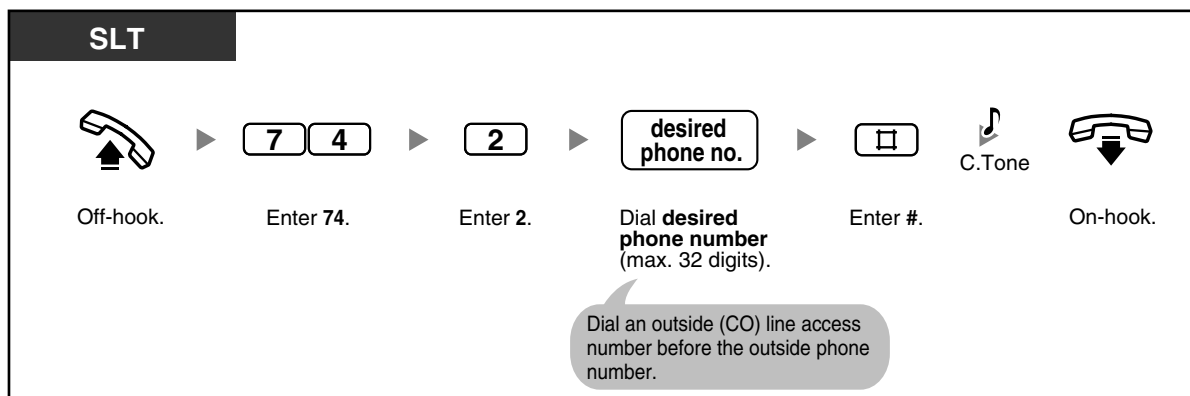 SLT
7 4
2
desired
phone no.
#
C.Tone
Off-hook.
Enter 74.
Enter 2.
Dial desired
phone number
(max. 32 digits).
Enter #.
On-hook.
Dial an outside (CO) line access
number before the outside phone
number.